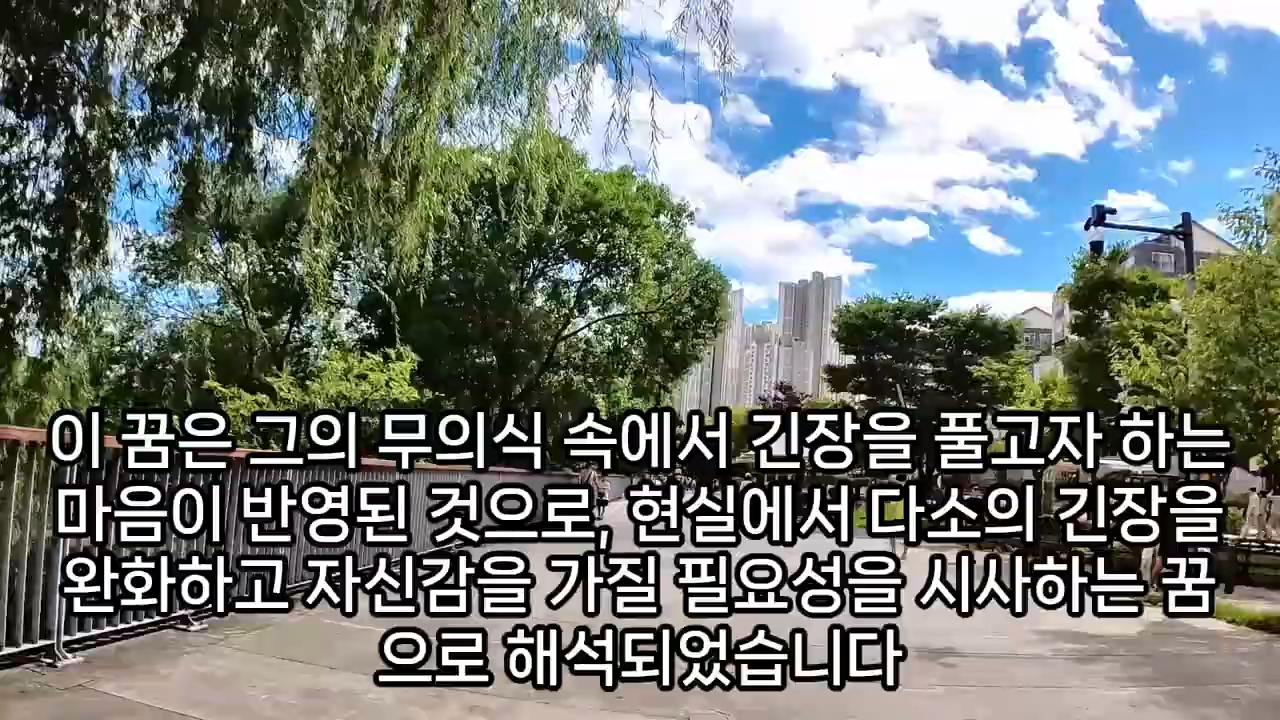 이 꿈은 그의 무의식 속에서 긴장을 풀고자 하는
마음이 반영된 것으로, 현실에서 다소의 긴장을
완화하고 자신감을 가질 필요성을 시사하는 꿈
으로 해석되었습니다